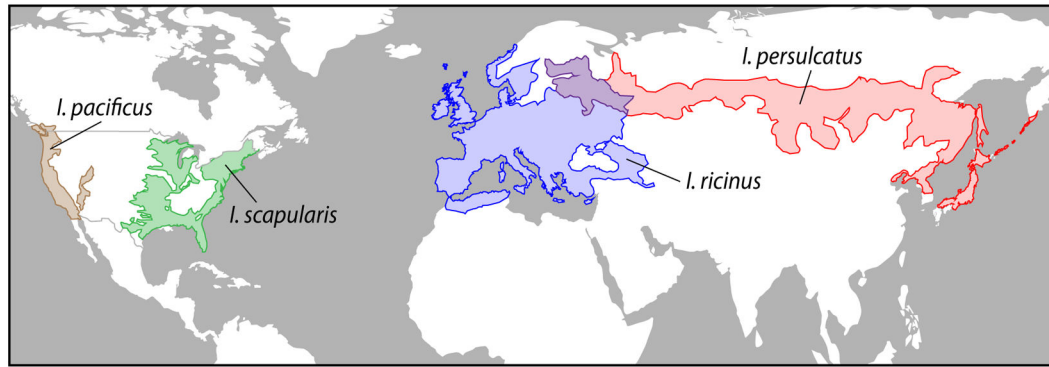 I. persulcatus
I. pacificus
I. ricinus
I. scapularis